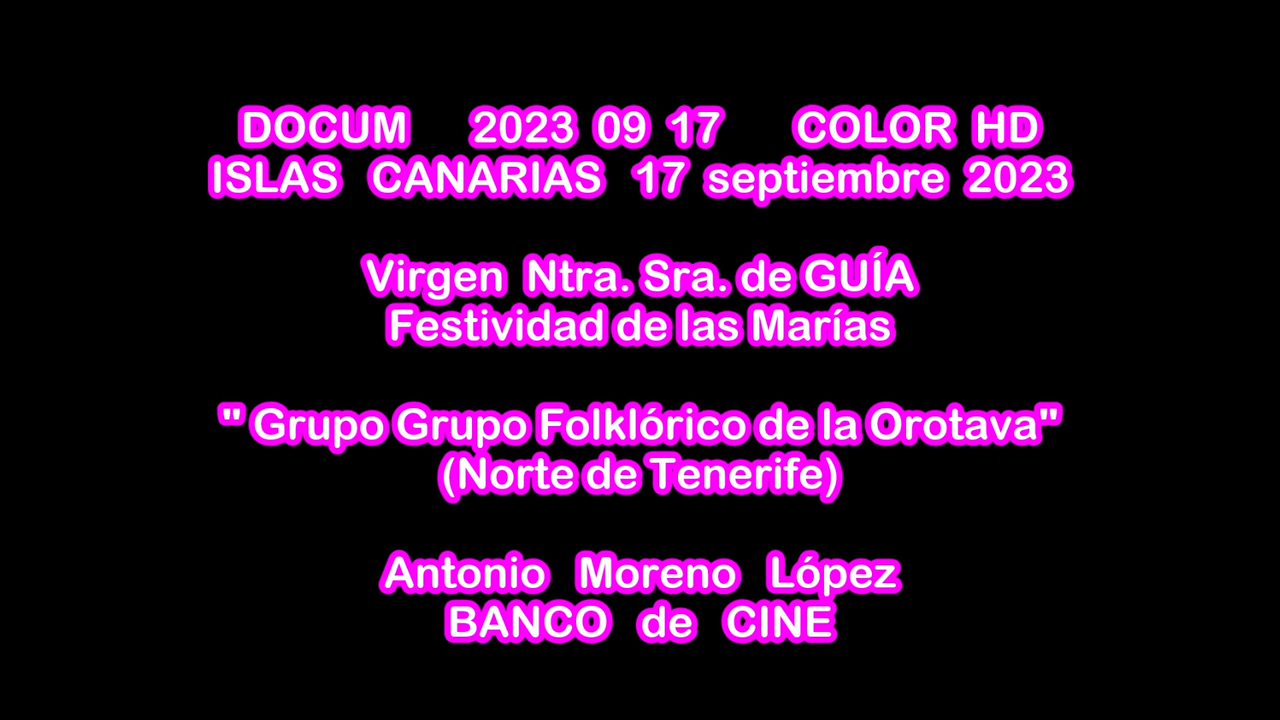 DOCUM 2023 09 17 COLOR HD
ISLAS CANARIAS 17 septiembre 2023
Virgen Ntra. Sra. de GUÍA
Festividad de las Marías
" Grupo Grupo Folklórico de la Orotava"
(Norte de Tenerife)
Antonio Moreno López
BANCO de CINE